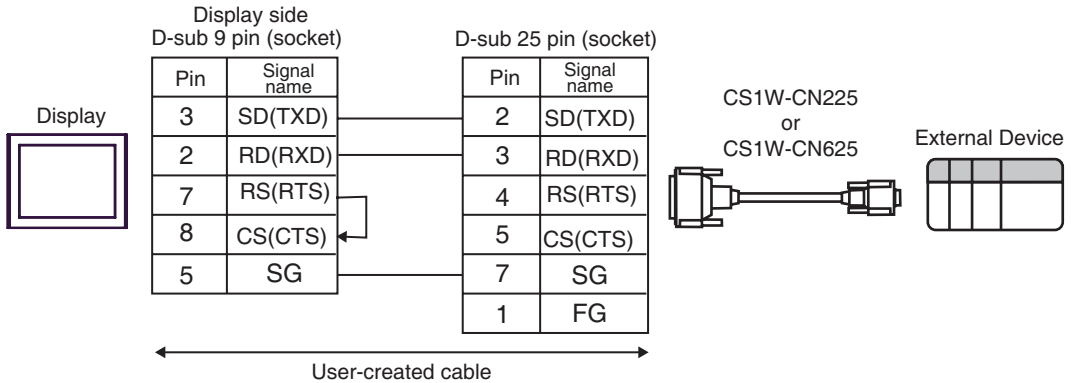 Display side
D-sub 9 pin (socket)
D-sub 25 pin (socket)
Pin Signal name
3 SD(TXD)
2 RD(RXD)
7 RS(RTS)
8 CS(CTS)
5 SG
Pin Signal name
2 SD(TXD)
3 RD(RXD)
4 RS(RTS)
5 CS(CTS)
7 SG
1 FG
Display
CS1W-CN225
or
CS1W-CN625
External Device
User-created cable